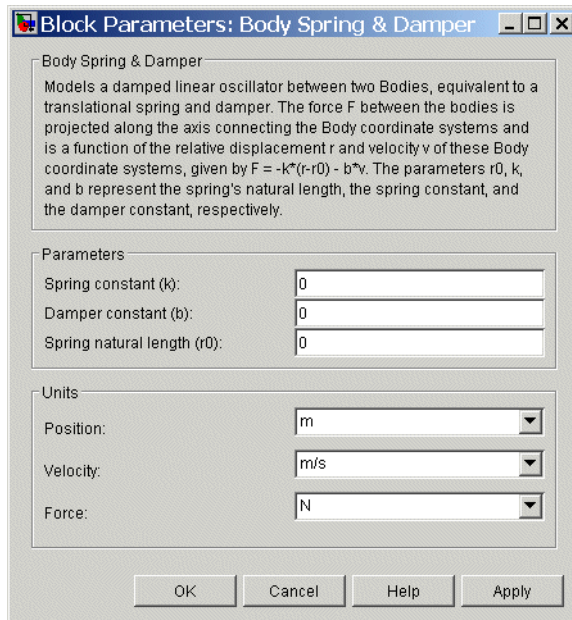 Block Parameters: Body Spring & Damper
Body Spring & Damper
Models a damped linear oscillator between two Bodies, equivalent to a
translational spring and damper. The force F between the bodies is
projected along the axis connecting the Body coordinate systems and
is a function of the relative displacement r and velocity v of these Body
coordinate systems, given by F = -k*(r-r0) - b*v. The parameters r0, k,
and b represent the spring's natural length, the spring constant, and
the damper constant, respectively.
Parameters
Spring constant (k): 0
Damper constant (b): 0
Spring natural length (r0): 0
Units
Position: m
Velocity: m/s
Force: N
OK Cancel Help Apply